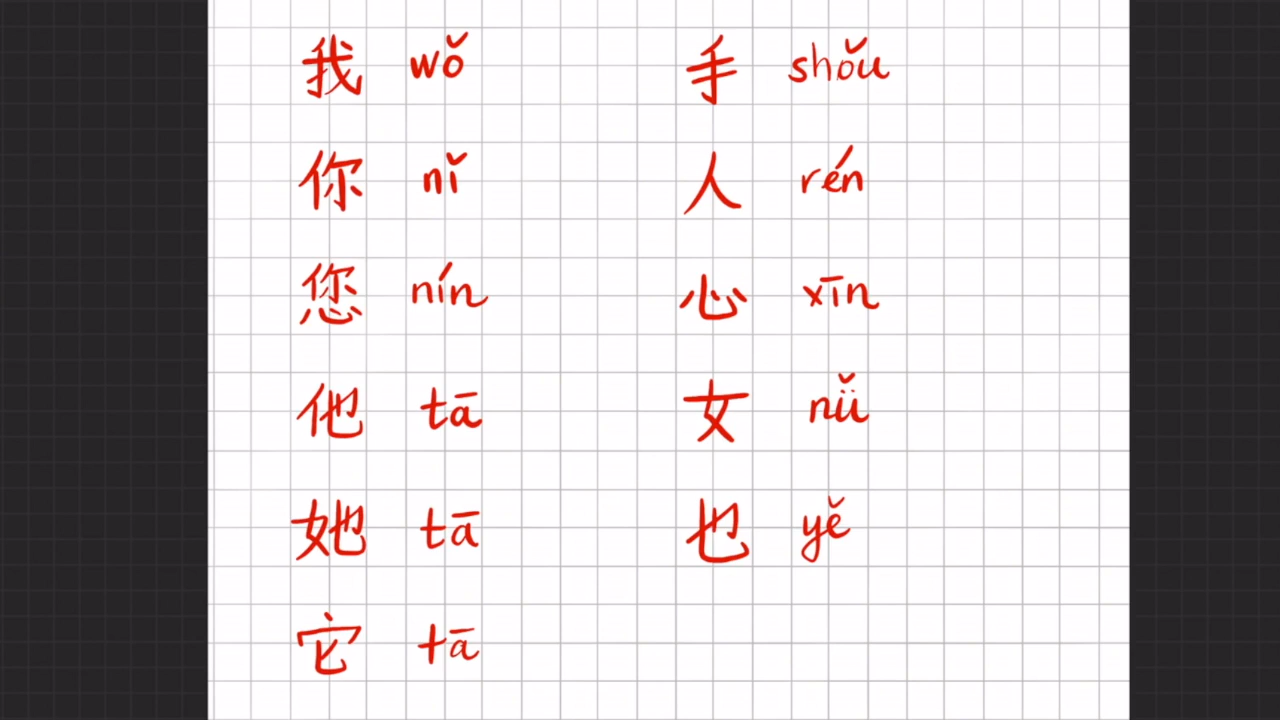 我 wǒ 手 shǒu
你 nǐ 人 rén
您 nín 心 xīn
他 tā 女 nǚ
她 tā 也 yě
它 tā